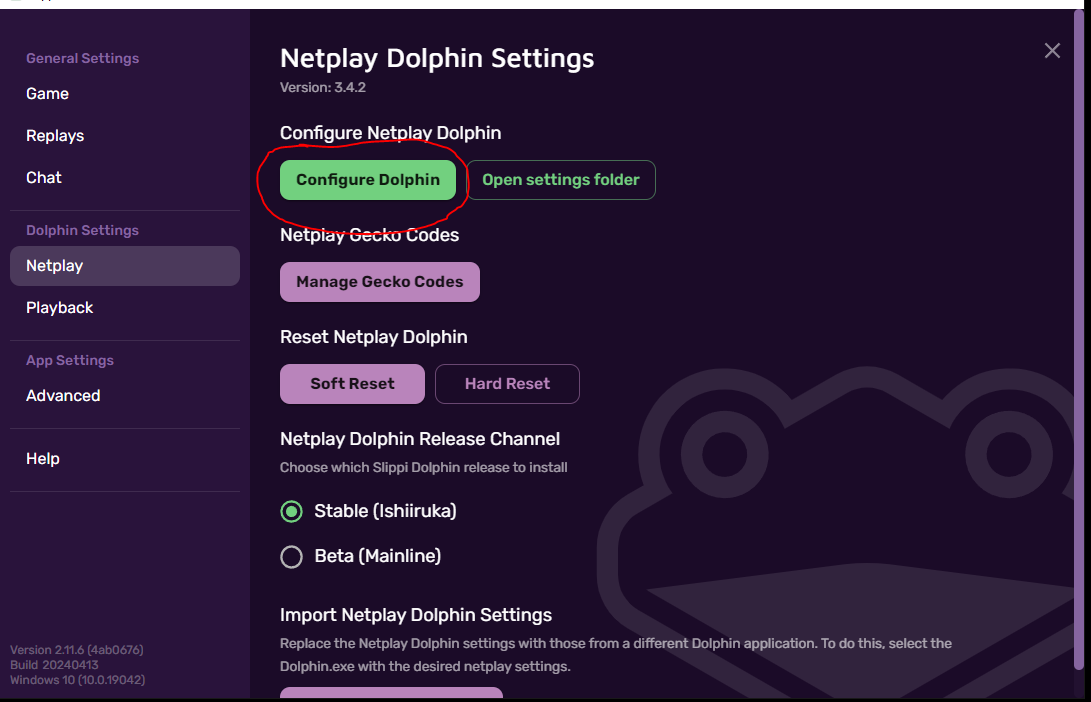 General Settings
Game
Replays
Chat
Dolphin Settings
Netplay
Playback
App Settings
Advanced
Help
Version 2.11.6 (4ab0676)
Build 20240413
Windows 10 (10.0.19042)
Netplay Dolphin Settings
Version: 3.4.2
Configure Netplay Dolphin
Configure Dolphin
Open settings folder
Netplay Gecko Codes
Manage Gecko Codes
Reset Netplay Dolphin
Soft Reset
Hard Reset
Netplay Dolphin Release Channel
Choose which Slippi Dolphin release to install
Stable (Ishiiruka)
Beta (Mainline)
Import Netplay Dolphin Settings
Replace the Netplay Dolphin settings with those from a different Dolphin application. To do this, select the
Dolphin.exe with the desired netplay settings.